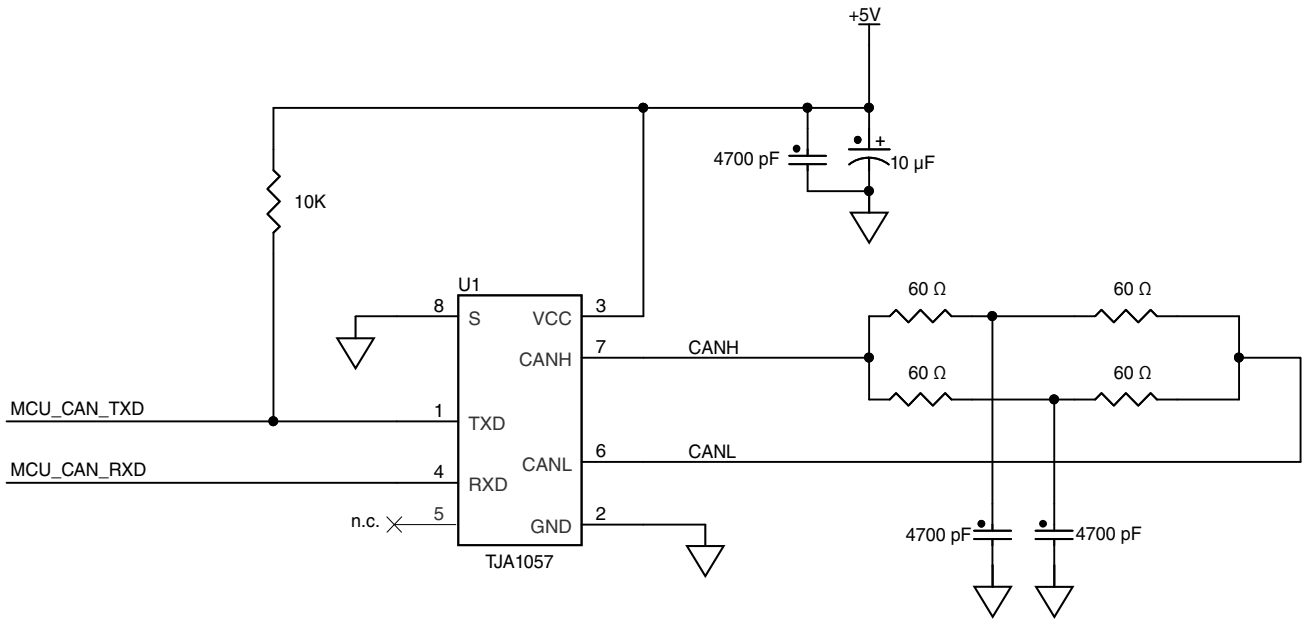 +5V
4700 pF
+
10 µF
10K
U1
8
S
VCC
3
CANH
7
CANH
60 Ω
60 Ω
60 Ω
60 Ω
MCU_CAN_TXD
1
TXD
MCU_CAN_RXD
4
RXD
CANL
6
CANL
n.c.
5
GND
2
TJA1057
4700 pF
4700 pF